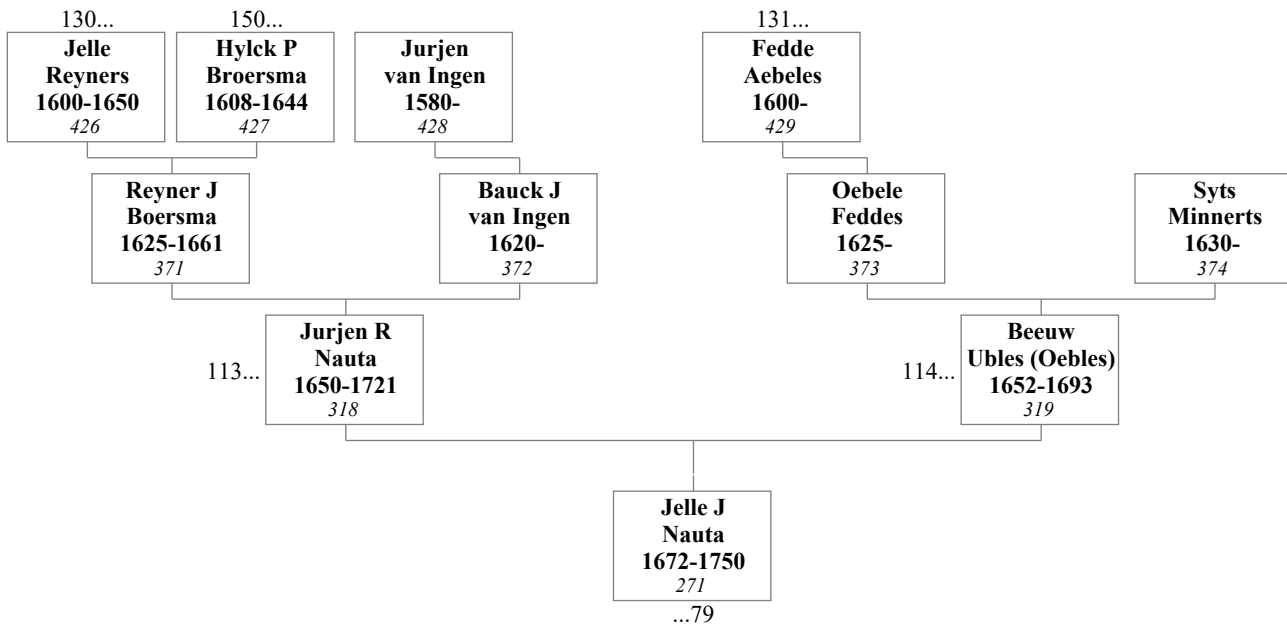 130...
150...
131...
Jelle
Reyners
1600-1650
426
Hylck P
Broersma
1608-1644
427
Jurjen
van Ingen
1580-
428
Fedde
Aebeles
1600-
429
Reyner J
Boersma
1625-1661
371
Bauck J
van Ingen
1620-
372
Oebele
Feddes
1625-
373
Syts
Minnerts
1630-
374
113...
Jurjen R
Nauta
1650-1721
318
114...
Beeuw
Ubles (Oebles)
1652-1693
319
Jelle J
Nauta
1672-1750
271
...79